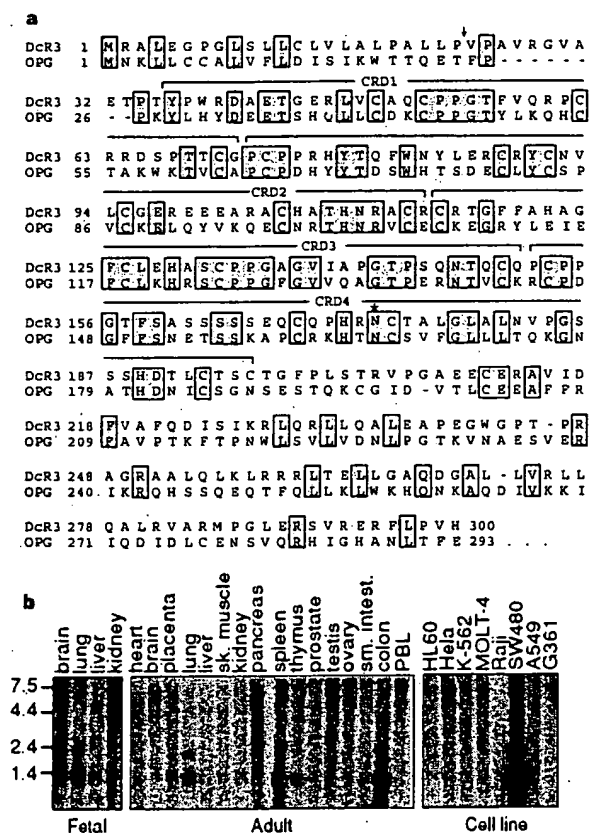 a
DcR3 1 MRALEGPGLSLLCLVLALPALLPVPAVRGVA
OPG 1 MNKLLCCALVFLDISIKWTTQETFP------
CRD1
DcR3 32 ETPTYPWRDAETGERLVCAQCPPGTFVQRPC
OPG 26 --PKYLHYDEETSHQLLCDKCPPGTYLKQHC
DcR3 63 RRDSPTTCGPCPPRHYTQFWNYLERCRYCNV
OPG 55 TAKWKTVCAPCPDHYYTDSWHTSDECLYCSP
CRD2
DcR3 94 LCGEREEEARACHATHNRACRCRTGFFAHAG
OPG 86 VCKRLQYVKQECNRTHNRVCECKEGRYLEIE
CRD3
DcR3 125 FCLEHASCPPGAGVIAPGTPSQNTQCQPCPP
OPG 117 FCLKHRSCPPGFGVVQAGTPERNTVCKRCPD
CRD4
DcR3 156 GTFSASSSSSEQCQPHRNCTALGLALNVPGS
OPG 148 GFFSNETSSKAPCRKHTNCSVFGLLLTQKGN
DcR3 187 SSHDTLCTSCTGFPLSTRVPGAEECERAVID
OPG 179 ATHDNICSGNSESTQKCGID-VTLCEEAFPR
DcR3 218 FVAFQDISIKRLQRLLQALEAPEGWGPT-PR
OPG 209 FAVPTKFTPNWLSVLVDNLPGTKVNAESVER
DcR3 248 AGRAALQLKLRRRLTELLGAQDGAL-LVRLL
OPG 240 IKRQHSSQEQTFQLLKLWKHQNKAQDIVKKI
DcR3 278 QALRVARMPGLERSVRERFLPVH 300
OPG 271 IQDIDLCENSVQRHIGHANLTFE 293 . . .
b
brain lung liver kidney heart brain placenta lung liver sk. muscle kidney pancreas spleen thymus prostate testis ovary sm. intest. colon PBL HL60 Hela K-562 MOLT-4 Raji SW480 A549 G361
7.5
4.4
2.4
1.4
Fetal Adult Cell line